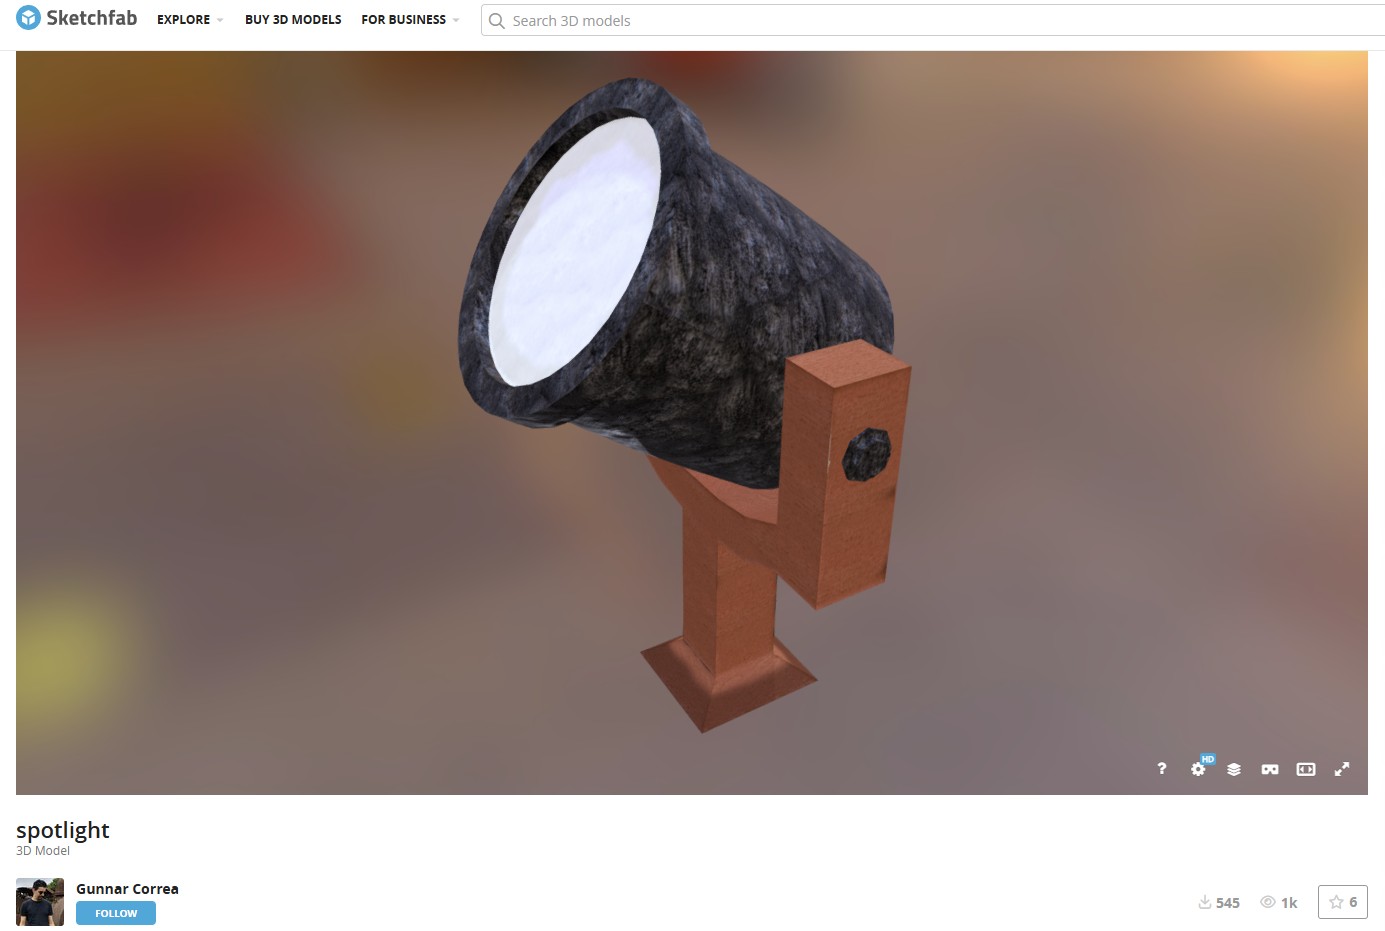 Sketchfab EXPLORE BUY 3D MODELS FOR BUSINESS Search 3D models
? HD
spotlight
3D Model
Gunnar Correa
FOLLOW
545 1k 6